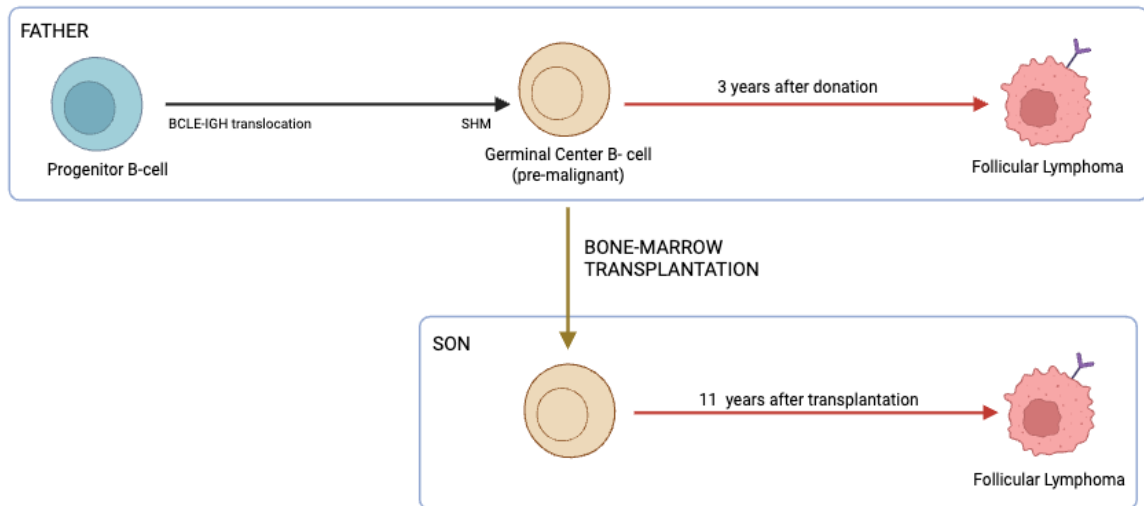 FATHER
3 years after donation
BCLE-IGH translocation
SHM
Progenitor B-cell
Germinal Center B- cell
(pre-malignant)
Follicular Lymphoma
BONE-MARROW
TRANSPLANTATION
SON
11 years after transplantation
Follicular Lymphoma